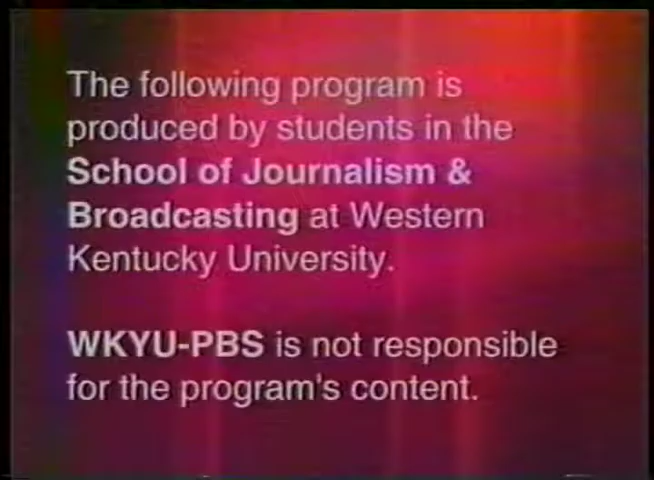 The following program is
produced by students in the
School of Journalism &
Broadcasting at Western
Kentucky University.
WKYU-PBS is not responsible
for the program's content.